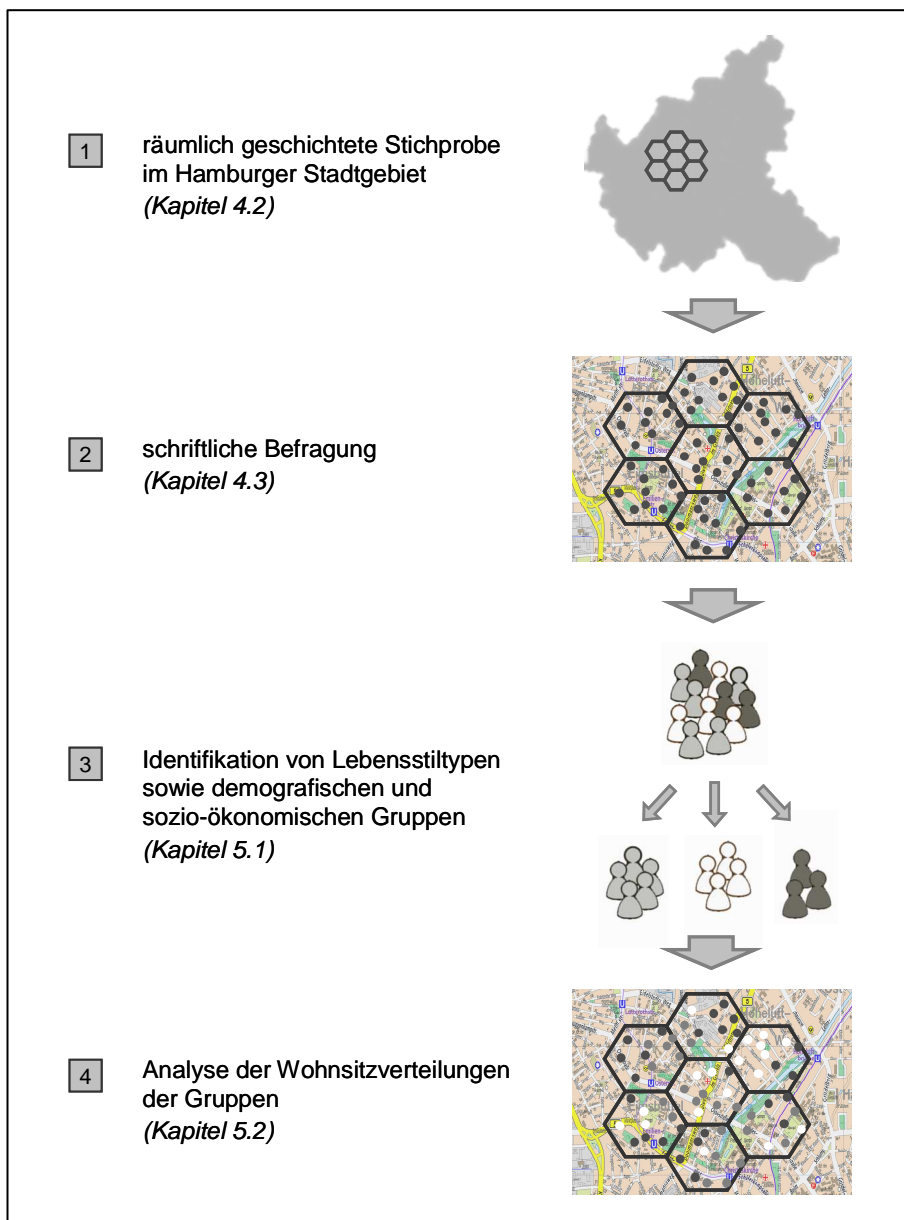 1
räumlich geschichtete Stichprobe
im Hamburger Stadtgebiet
(Kapitel 4.2)
2
schriftliche Befragung
(Kapitel 4.3)
3
Identifikation von Lebensstiltypen
sowie demografischen und
sozio-ökonomischen Gruppen
(Kapitel 5.1)
4
Analyse der Wohnsitzverteilungen
der Gruppen
(Kapitel 5.2)